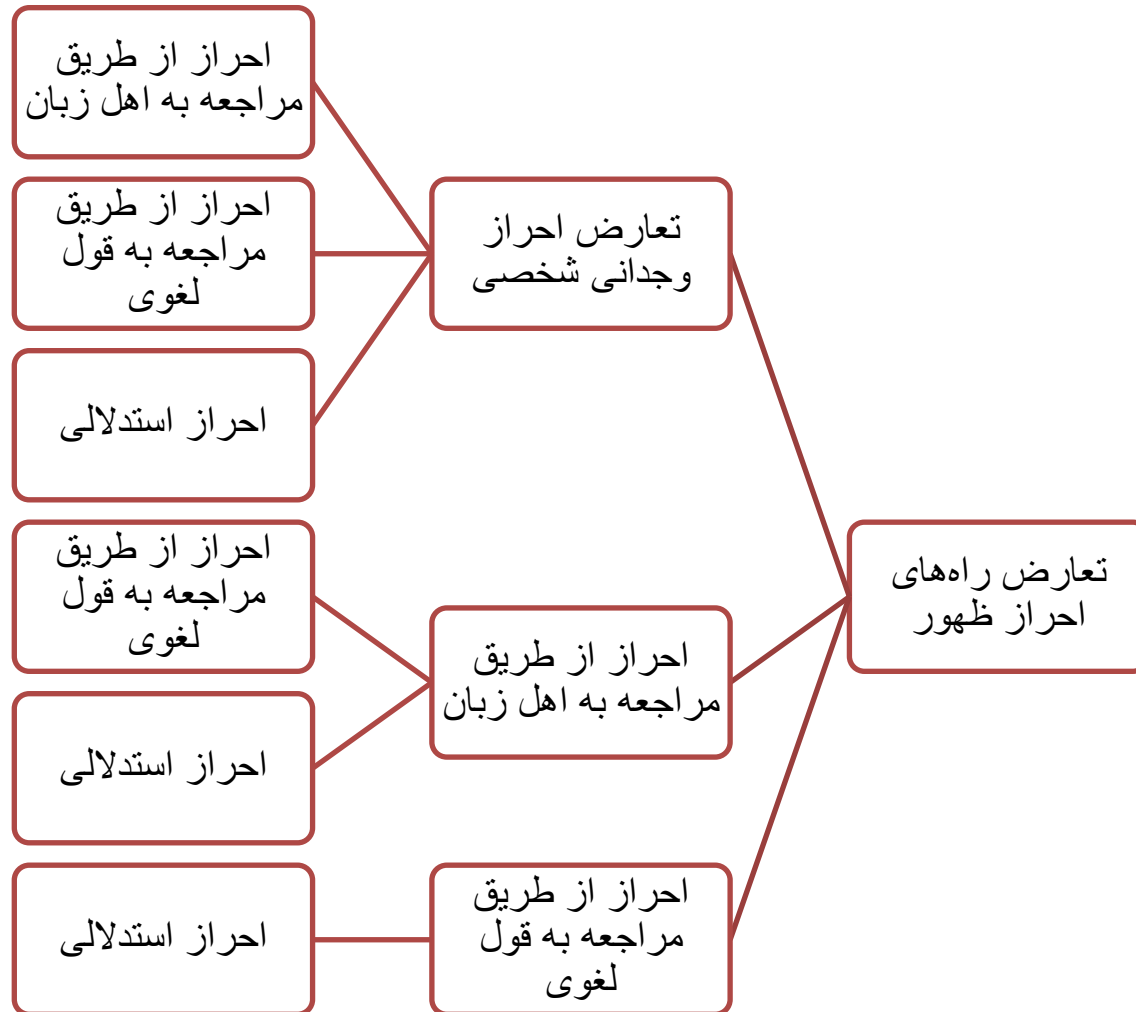 تعارض راه‌های
احراز ظهور
تعارض احراز
وجدانی شخصی
احراز از طریق
مراجعه به اهل زبان
احراز از طریق
مراجعه به قول
لغوی
احراز استدلالی
احراز از طریق
مراجعه به اهل زبان
احراز از طریق
مراجعه به قول
لغوی
احراز استدلالی
احراز از طریق
مراجعه به قول
لغوی
احراز استدلالی